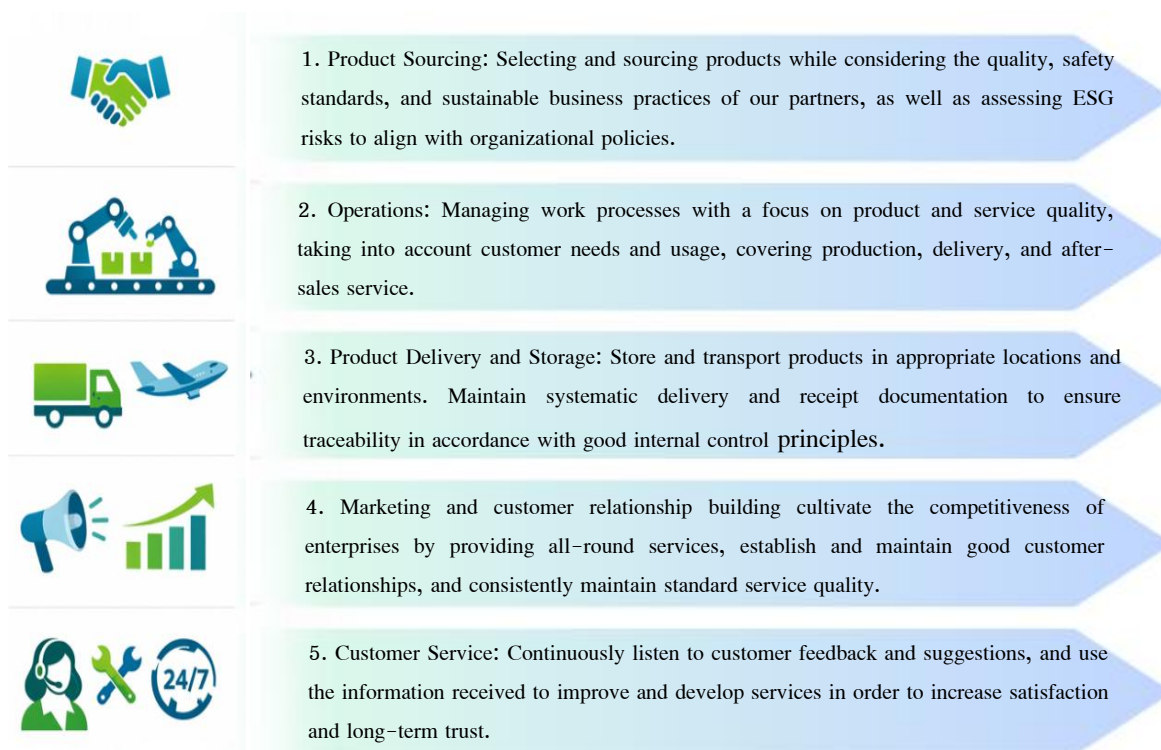 1. Product Sourcing: Selecting and sourcing products while considering the quality, safety
standards, and sustainable business practices of our partners, as well as assessing ESG
risks to align with organizational policies.
2. Operations: Managing work processes with a focus on product and service quality,
taking into account customer needs and usage, covering production, delivery, and after-
sales service.
3. Product Delivery and Storage: Store and transport products in appropriate locations and
environments. Maintain systematic delivery and receipt documentation to ensure
traceability in accordance with good internal control principles.
4. Marketing and customer relationship building cultivate the competitiveness of
enterprises by providing all-round services, establish and maintain good customer
relationships, and consistently maintain standard service quality.
24/7
5. Customer Service: Continuously listen to customer feedback and suggestions, and use
the information received to improve and develop services in order to increase satisfaction
and long-term trust.